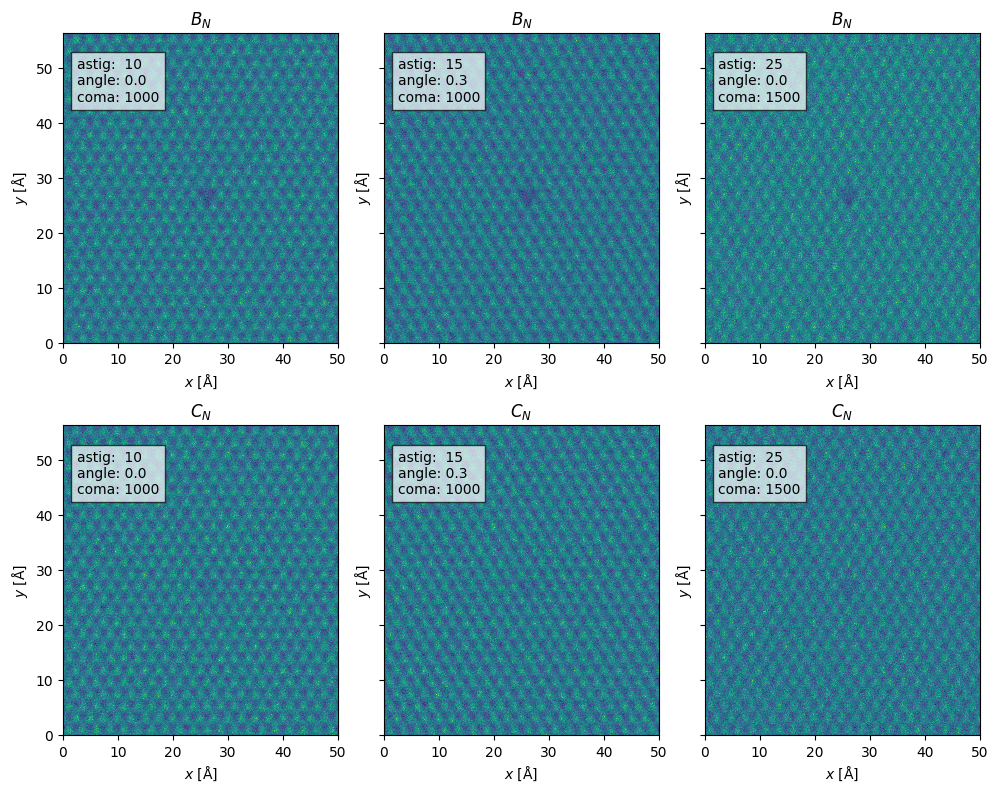 B_N
B_N
B_N
astig:  10
angle: 0.0
coma: 1000
astig:  15
angle: 0.3
coma: 1000
astig:  25
angle: 0.0
coma: 1500
y [Å]
y [Å]
y [Å]
50
40
30
20
10
0
0 10 20 30 40 50
0 10 20 30 40 50
0 10 20 30 40 50
x [Å]
x [Å]
x [Å]
C_N
C_N
C_N
astig:  10
angle: 0.0
coma: 1000
astig:  15
angle: 0.3
coma: 1000
astig:  25
angle: 0.0
coma: 1500
y [Å]
y [Å]
y [Å]
50
40
30
20
10
0
0 10 20 30 40 50
0 10 20 30 40 50
0 10 20 30 40 50
x [Å]
x [Å]
x [Å]